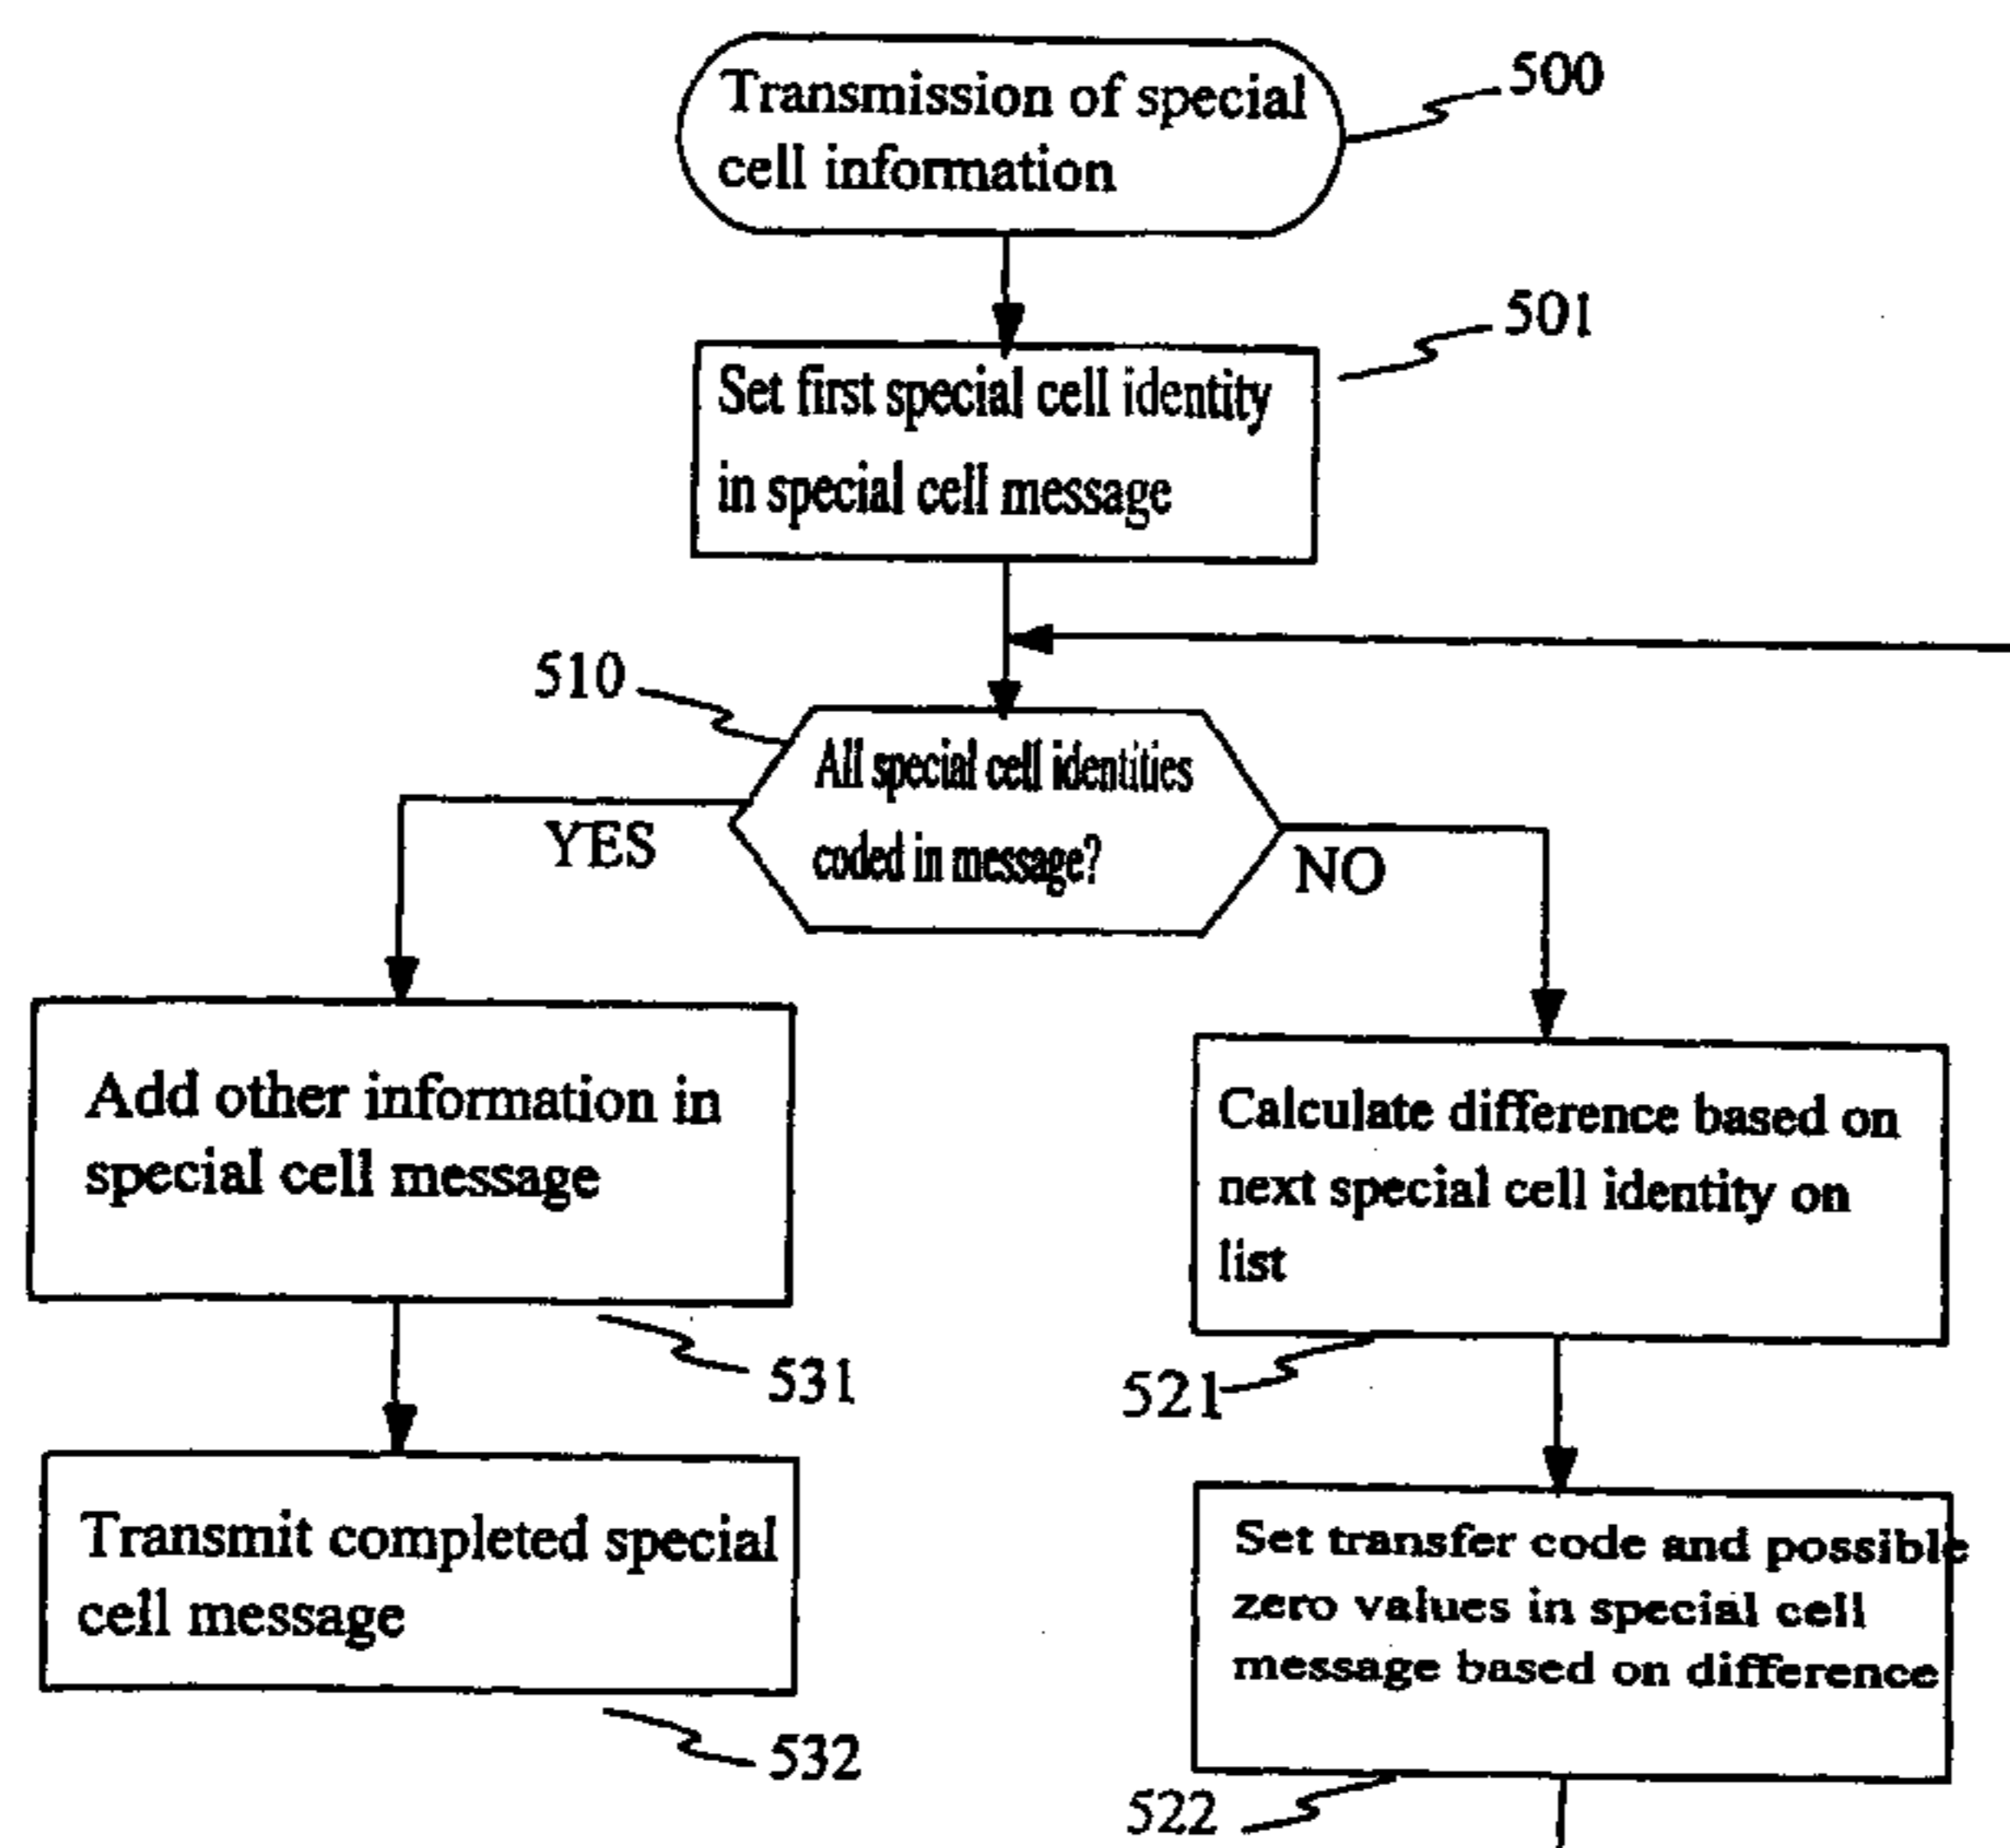 Transmission of special
cell information
500
Set first special cell identity
in special cell message
501
510
All special cell identities
coded in message?
YES
NO
Add other information in
special cell message
531
Calculate difference based on
next special cell identity on
list
521
Transmit completed special
cell message
532
Set transfer code and possible
zero values in special cell
message based on difference
522